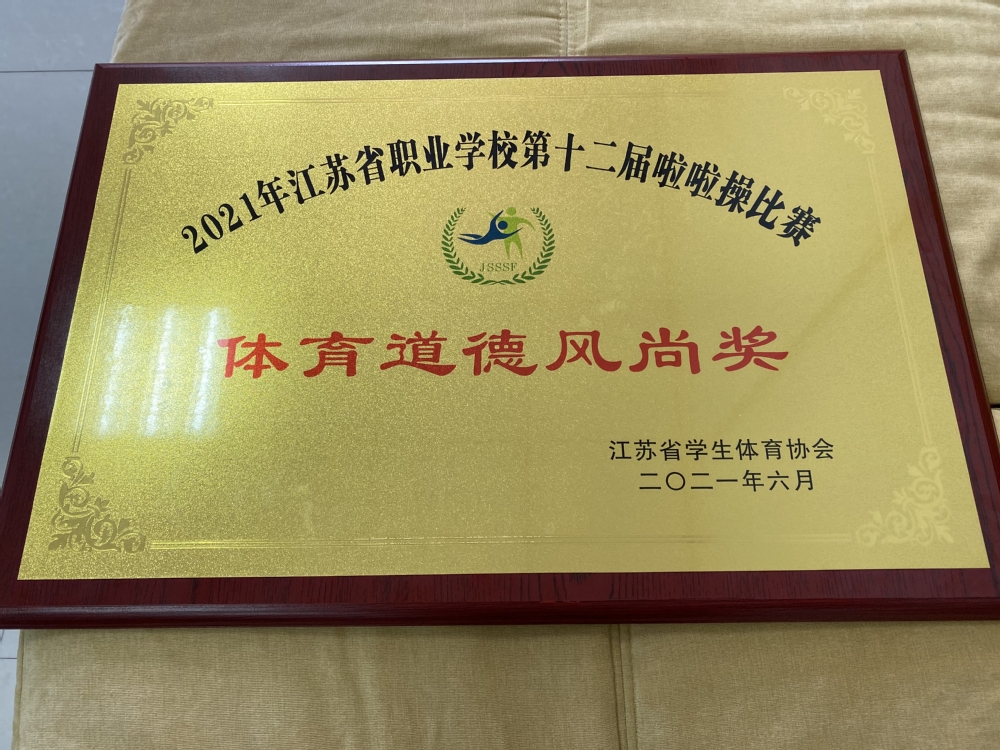 2021年江苏省职业学校第十二届啦啦操比赛
JSSSF
体育道德风尚奖
江苏省学生体育协会
二〇二一年六月